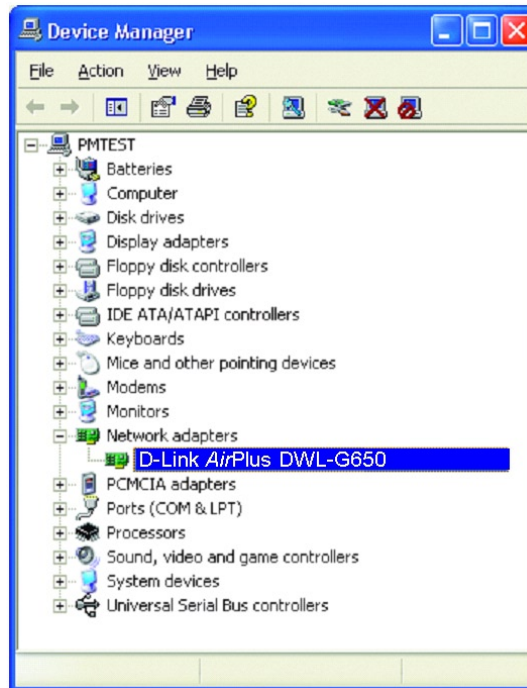 Device Manager
File Action View Help
PMTEST
Batteries
Computer
Disk drives
Display adapters
Floppy disk controllers
Floppy disk drives
IDE ATA/ATAPI controllers
Keyboards
Mice and other pointing devices
Modems
Monitors
Network adapters
D-Link AirPlus DWL-G650
PCMCIA adapters
Ports (COM & LPT)
Processors
Sound, video and game controllers
System devices
Universal Serial Bus controllers